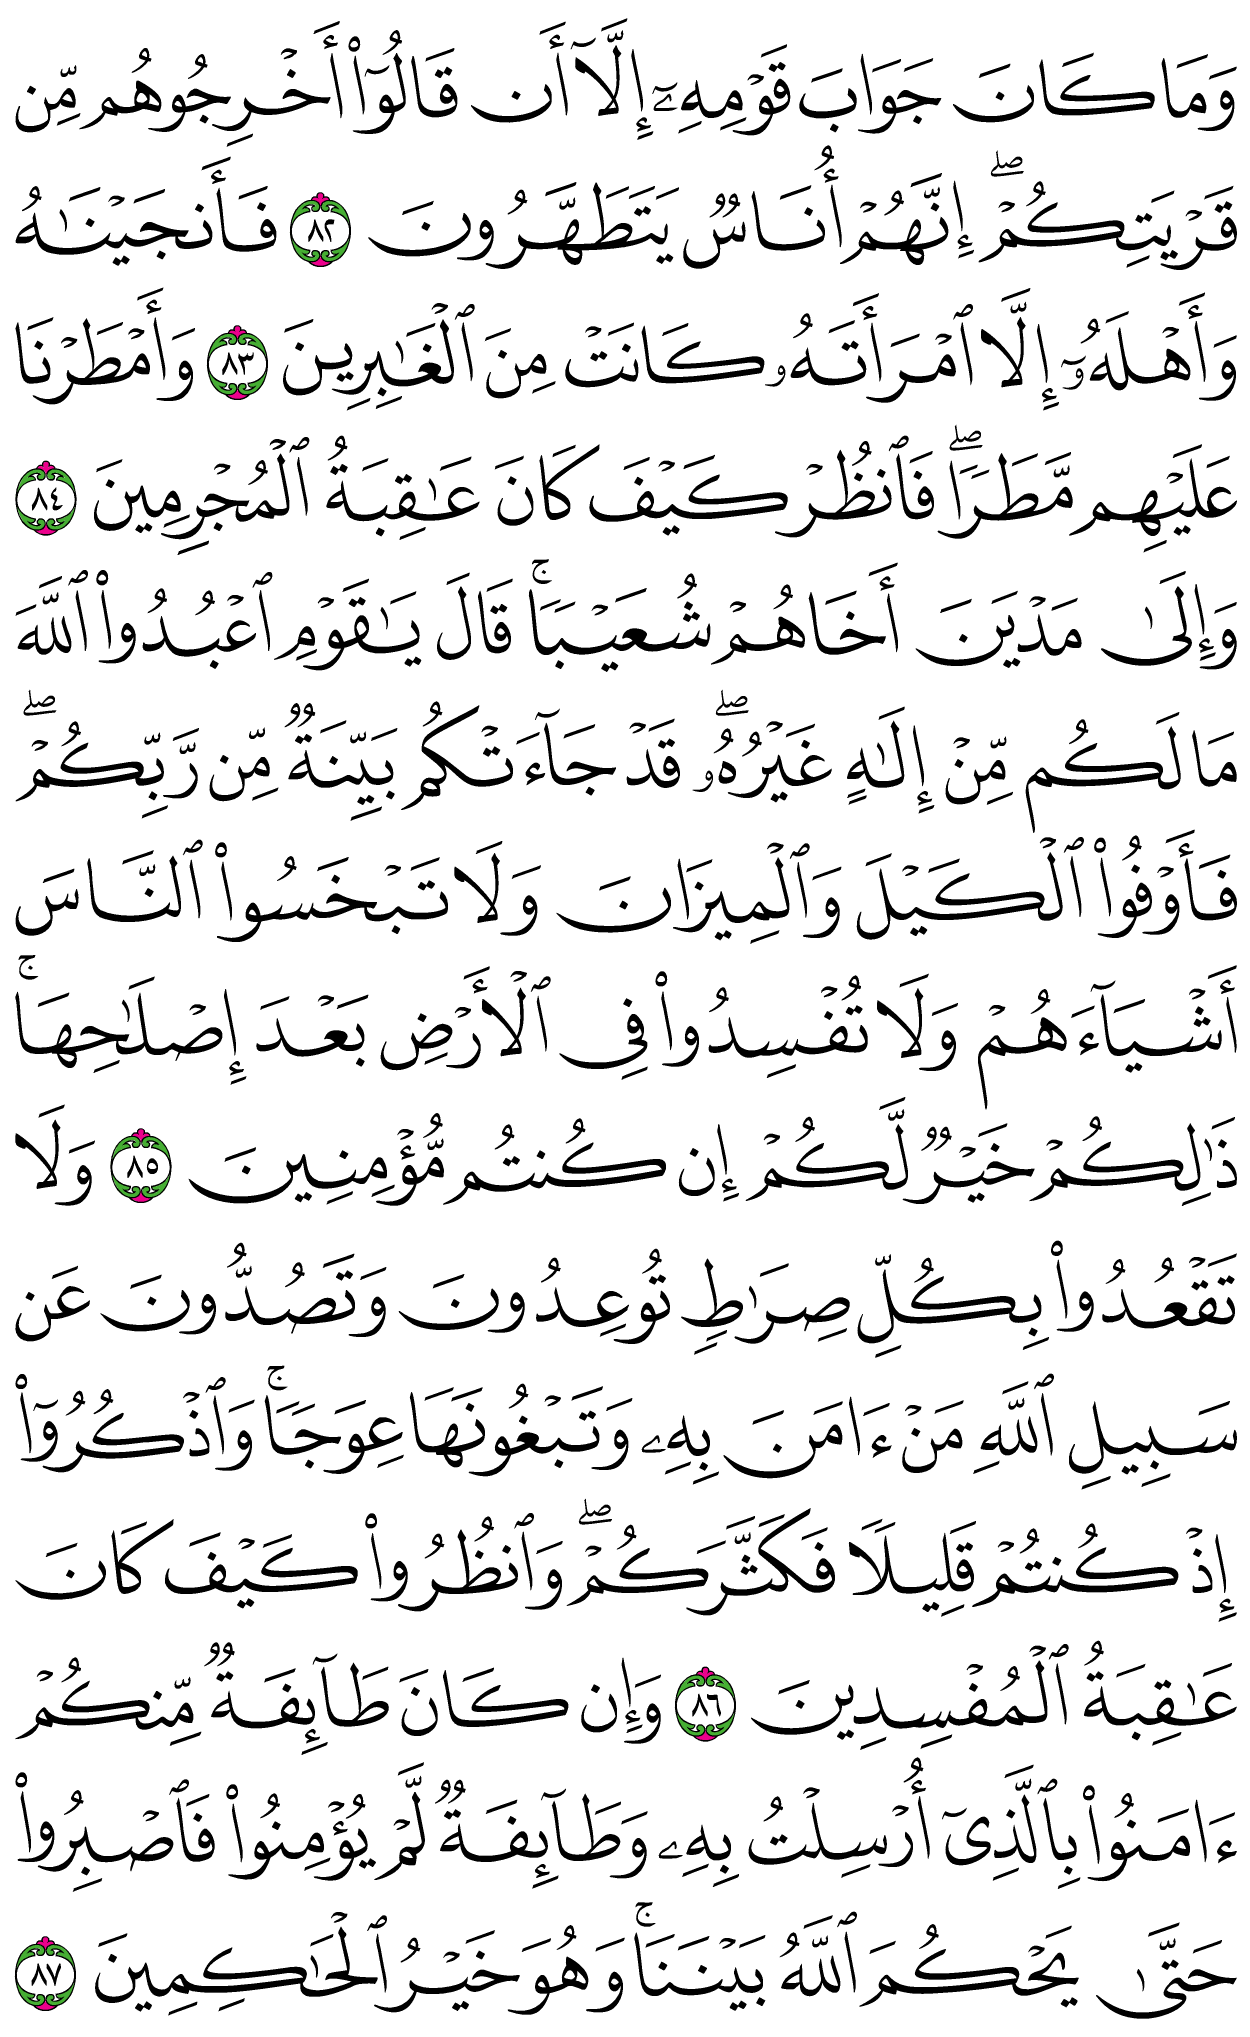 وَمَا كَانَ جَوَابَ قَوْمِهِۦٓ إِلَّآ أَن قَالُوٓا۟ أَخْرِجُوهُم مِّن
قَرْيَتِكُمْ ۖ إِنَّهُمْ أُنَاسٌ يَتَطَهَّرُونَ ٨٢ فَأَنجَيْنَـٰهُ
وَأَهْلَهُۥٓ إِلَّا ٱمْرَأَتَهُۥ كَانَتْ مِنَ ٱلْغَـٰبِرِينَ ٨٣ وَأَمْطَرْنَا
عَلَيْهِم مَّطَرًا ۖ فَٱنظُرْ كَيْفَ كَانَ عَـٰقِبَةُ ٱلْمُجْرِمِينَ ٨٤
وَإِلَىٰ مَدْيَنَ أَخَاهُمْ شُعَيْبًا ۚ قَالَ يَـٰقَوْمِ ٱعْبُدُوا۟ ٱللَّهَ
مَا لَكُم مِّنْ إِلَـٰهٍ غَيْرُهُۥ ۖ قَدْ جَآءَتْكُم بَيِّنَةٌ مِّن رَّبِّكُمْ ۖ
فَأَوْفُوا۟ ٱلْكَيْلَ وَٱلْمِيزَانَ وَلَا تَبْخَسُوا۟ ٱلنَّاسَ
أَشْيَآءَهُمْ وَلَا تُفْسِدُوا۟ فِى ٱلْأَرْضِ بَعْدَ إِصْلَـٰحِهَا ۚ
ذَٰلِكُمْ خَيْرٌ لَّكُمْ إِن كُنتُم مُّؤْمِنِينَ ٨٥ وَلَا
تَقْعُدُوا۟ بِكُلِّ صِرَٰطٍ تُوعِدُونَ وَتَصُدُّونَ عَن
سَبِيلِ ٱللَّهِ مَنْ ءَامَنَ بِهِۦ وَتَبْغُونَهَا عِوَجًا ۚ وَٱذْكُرُوٓا۟
إِذْ كُنتُمْ قَلِيلًا فَكَثَّرَكُمْ ۖ وَٱنظُرُوا۟ كَيْفَ كَانَ
عَـٰقِبَةُ ٱلْمُفْسِدِينَ ٨٦ وَإِن كَانَ طَآئِفَةٌ مِّنكُمْ
ءَامَنُوا۟ بِٱلَّذِىٓ أُرْسِلْتُ بِهِۦ وَطَآئِفَةٌ لَّمْ يُؤْمِنُوا۟ فَٱصْبِرُوا۟
حَتَّىٰ يَحْكُمَ ٱللَّهُ بَيْنَنَا ۚ وَهُوَ خَيْرُ ٱلْحَـٰكِمِينَ ٨٧